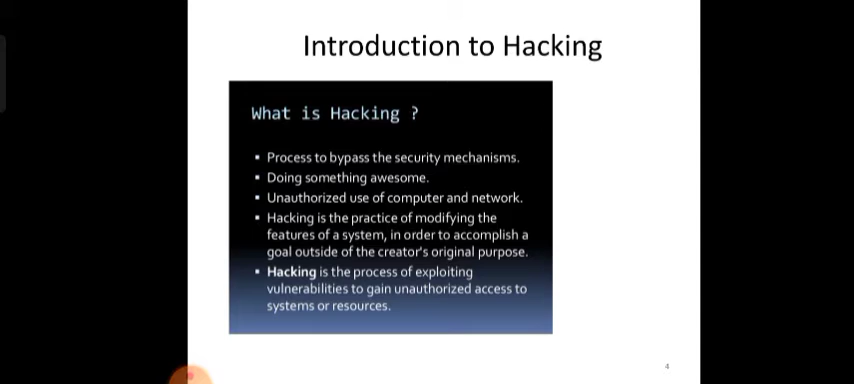 Introduction to Hacking
What is Hacking ?
▪ Process to bypass the security mechanisms.
▪ Doing something awesome.
▪ Unauthorized use of computer and network.
▪ Hacking is the practice of modifying the
features of a system, in order to accomplish a
goal outside of the creator's original purpose.
▪ Hacking is the process of exploiting
vulnerabilities to gain unauthorized access to
systems or resources.
4